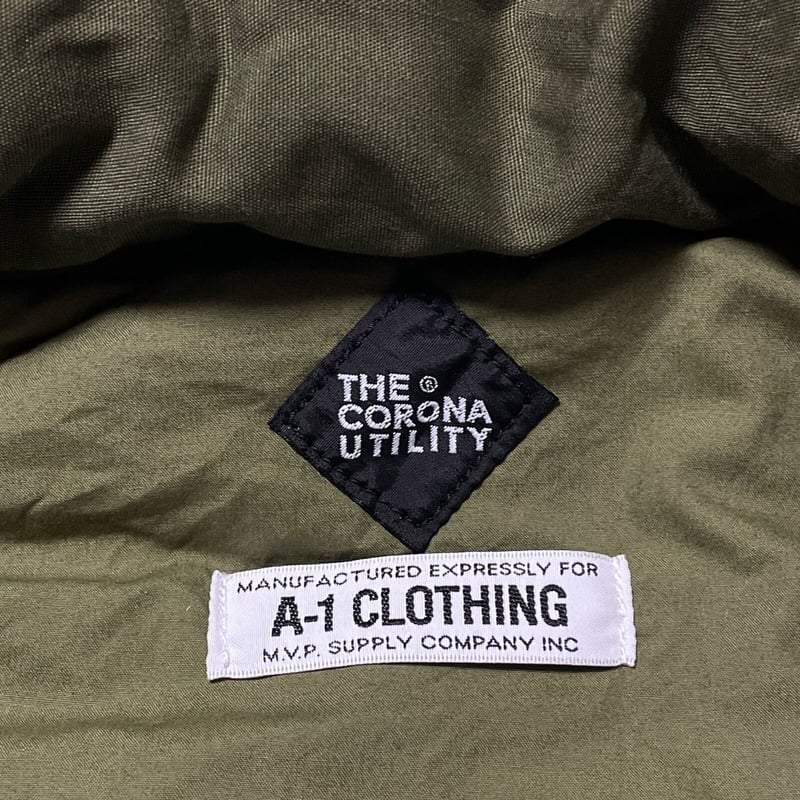 THE ®
CORONA
UTILITY
MANUFACTURED EXPRESSLY FOR
A-1 CLOTHING
M.V.P. SUPPLY COMPANY INC